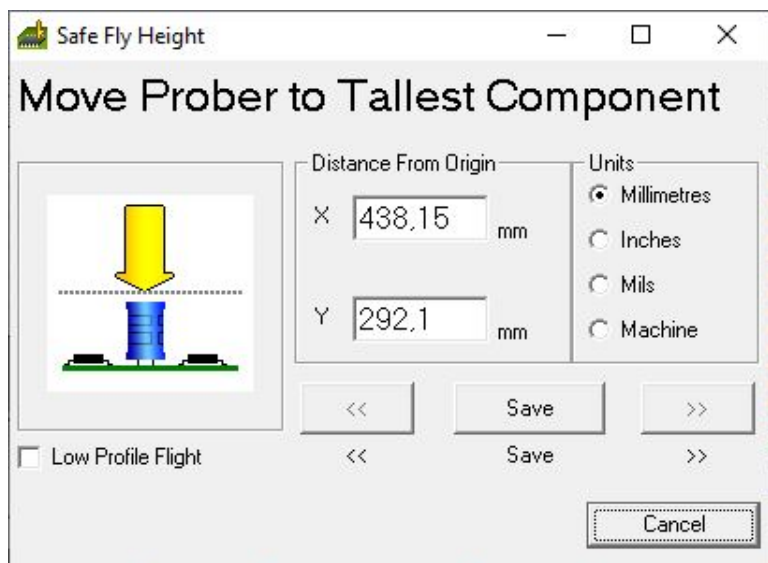 Safe Fly Height
Move Prober to Tallest Component
Distance From Origin
X 438,15 mm
Y 292,1 mm
Units
Millimetres
Inches
Mils
Machine
<< Save >>
Low Profile Flight
<< Save >>
Cancel